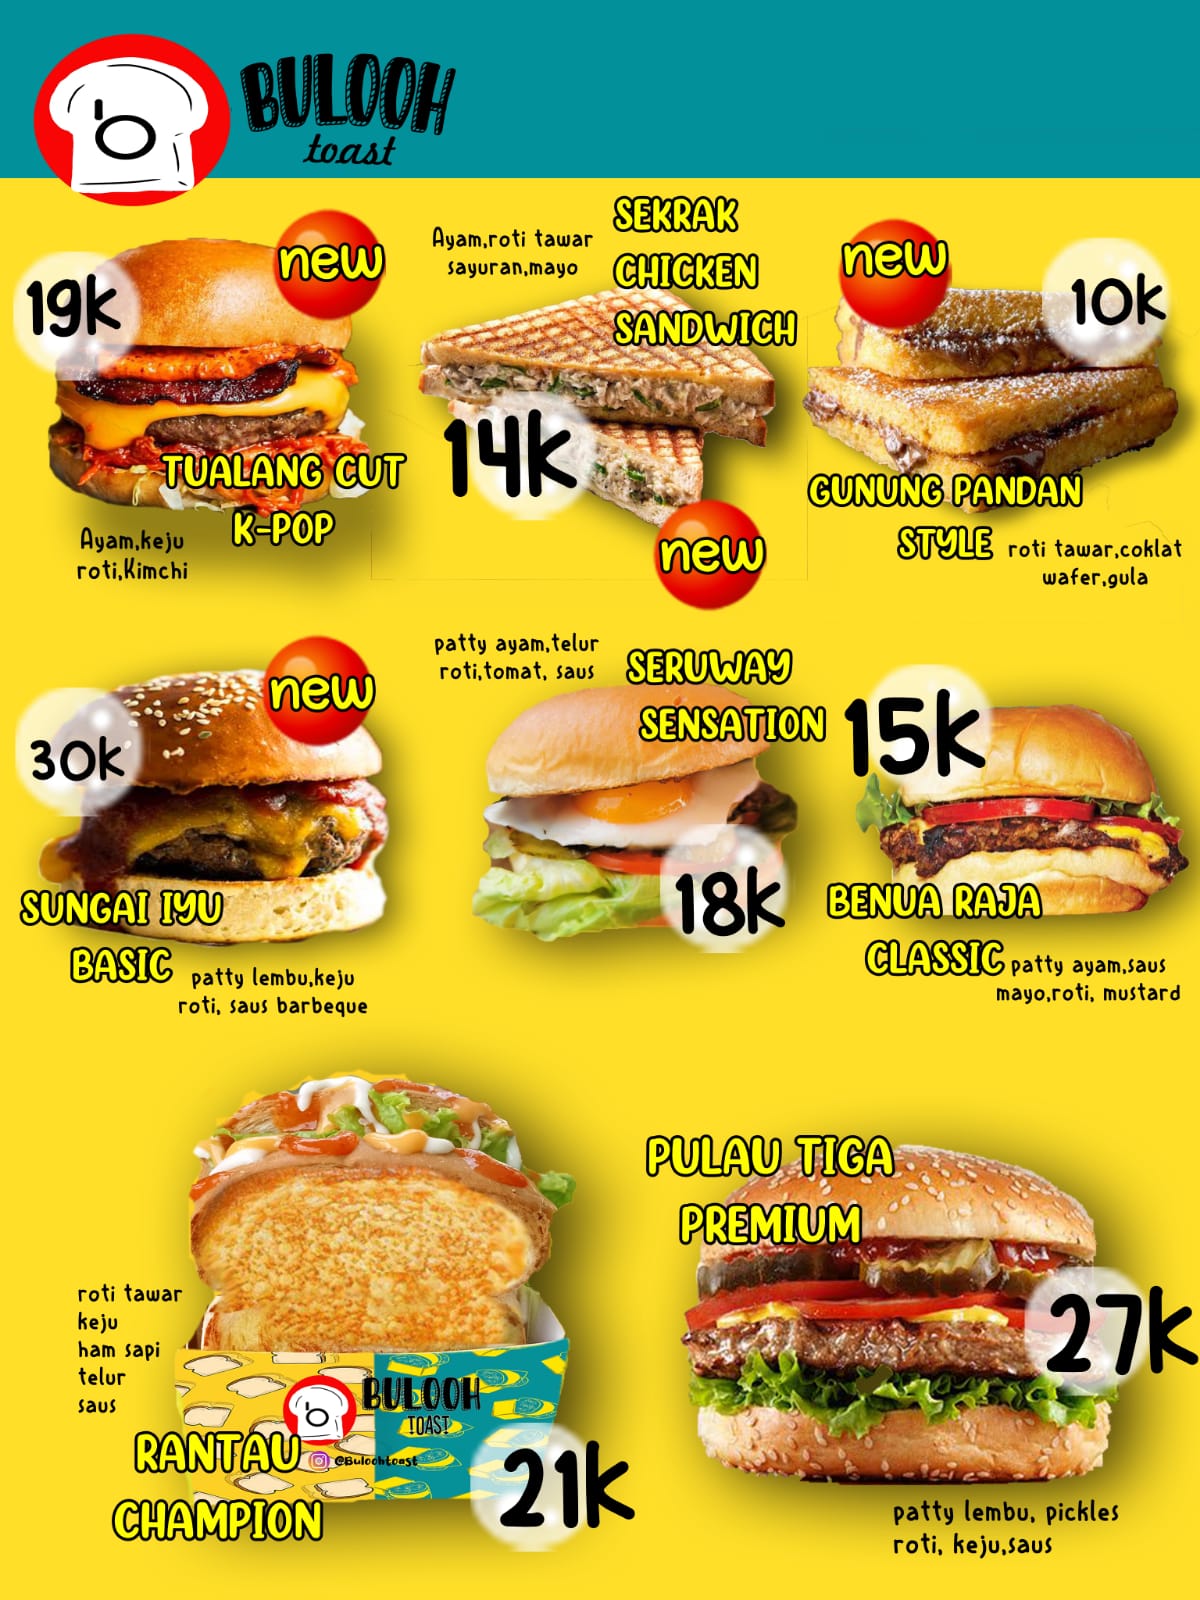 b
BULOOH
toast
19k
new
TUALANG CUT
K-POP
Ayam,keju
roti,Kimchi
Ayam,roti tawar
sayuran,mayo
SEKRAK
CHICKEN
SANDWICH
14k
new
new
10k
GUNUNG PANDAN
STYLE
roti tawar,coklat
wafer,gula
30k
new
SUNGAI IYU
BASIC
patty lembu,keju
roti, saus barbeque
patty ayam,telur
roti,tomat, saus
SERUWAY
SENSATION
18k
15k
BENUA RAJA
CLASSIC
patty ayam,saus
mayo,roti, mustard
roti tawar
keju
ham sapi
telur
saus
b
BULOOH
TOAST
@Buloohtoast
RANTAU
CHAMPION
21k
PULAU TIGA
PREMIUM
27k
patty lembu, pickles
roti, keju,saus